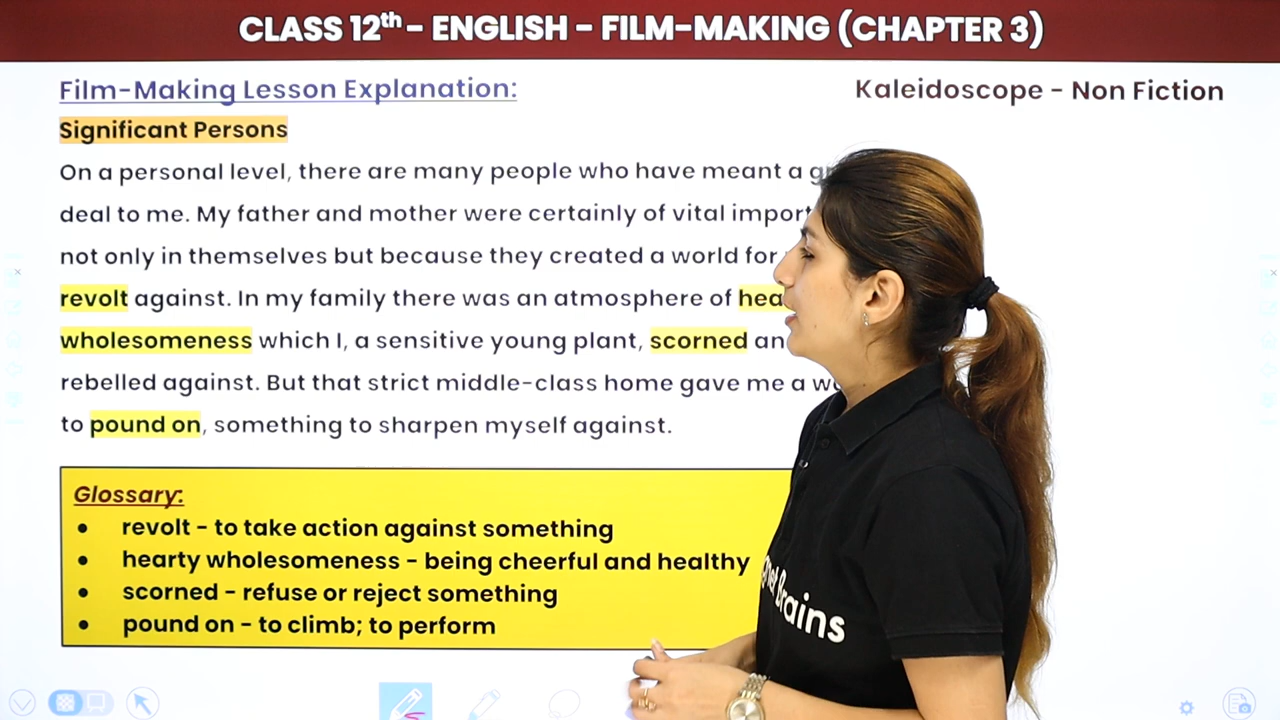 CLASS 12th - ENGLISH - FILM-MAKING (CHAPTER 3)
Film-Making Lesson Explanation:
Kaleidoscope - Non Fiction
Significant Persons
On a personal level, there are many people who have meant a
deal to me. My father and mother were certainly of vital
not only in themselves but because they created a world for
revolt against. In my family there was an atmosphere of
wholesomeness which I, a sensitive young plant, scorned
rebelled against. But that strict middle-class home gave me a
to pound on, something to sharpen myself against.
Glossary:
● revolt - to take action against something
● hearty wholesomeness - being cheerful and healthy
● scorned - refuse or reject something
● pound on - to climb; to perform
Brains